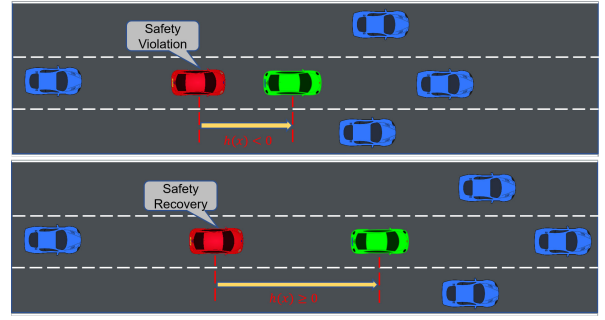 Safety
Violation
h(x) < 0
Safety
Recovery
h(x) ≥ 0